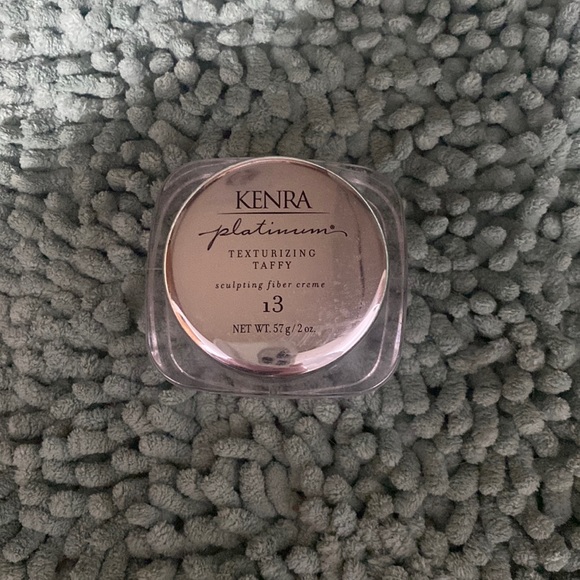 KENRA
platinum®
TEXTURIZING
TAFFY
sculpting fiber creme
13
NET WT. 57g/2 oz.